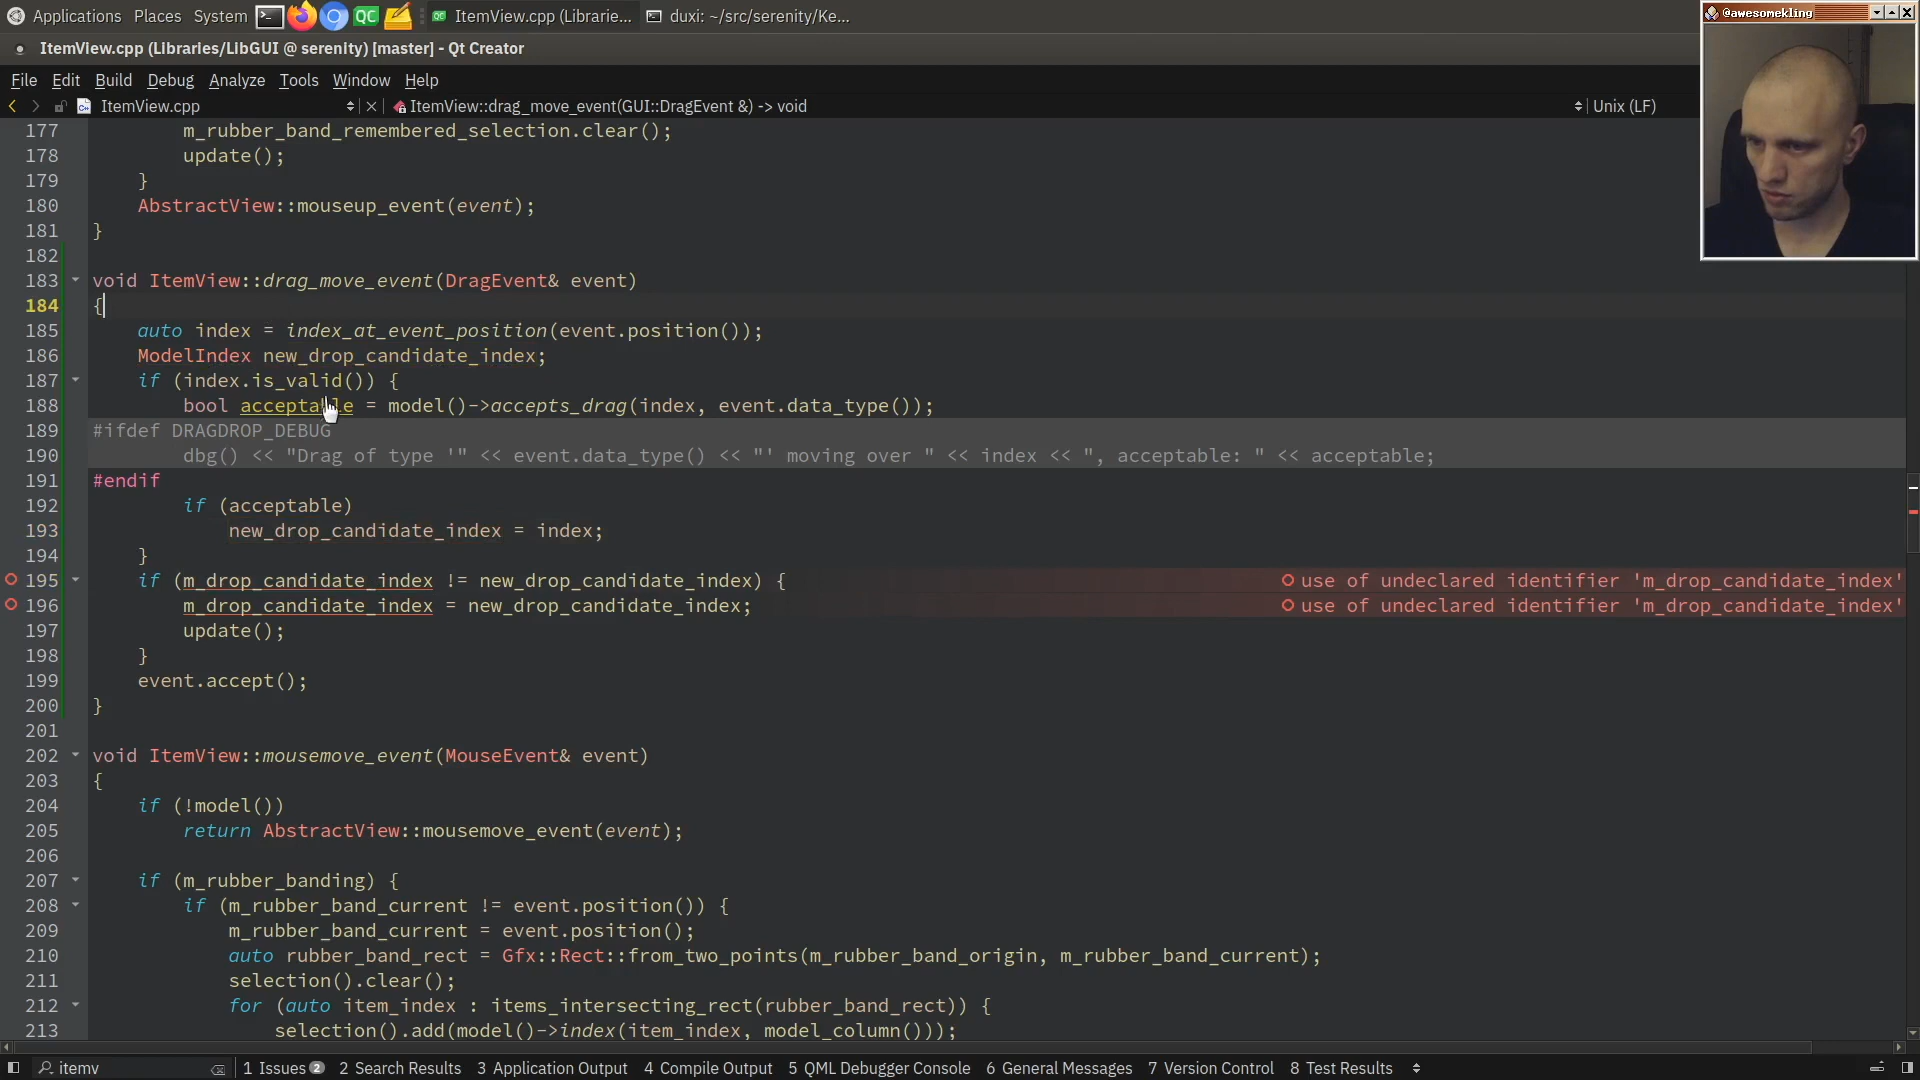 Applications Places System ItemView.cpp (Librarie... duxi: ~/src/serenity/Ke...
@awesomekling
ItemView.cpp (Libraries/LibGUI @ serenity) [master] - Qt Creator
File Edit Build Debug Analyze Tools Window Help
ItemView.cpp ItemView::drag_move_event(GUI::DragEvent &) -> void Unix (LF)
177 m_rubber_band_remembered_selection.clear();
178 update();
179 }
180 AbstractView::mouseup_event(event);
181 }
182
183 void ItemView::drag_move_event(DragEvent& event)
184 {
185 auto index = index_at_event_position(event.position());
186 ModelIndex new_drop_candidate_index;
187 if (index.is_valid()) {
188 bool acceptable = model()->accepts_drag(index, event.data_type());
189 #ifdef DRAGDROP_DEBUG
190 dbg() << "Drag of type '" << event.data_type() << "' moving over " << index << ", acceptable: " << acceptable;
191 #endif
192 if (acceptable)
193 new_drop_candidate_index = index;
194 }
195 if (m_drop_candidate_index != new_drop_candidate_index) { use of undeclared identifier 'm_drop_candidate_index'
196 m_drop_candidate_index = new_drop_candidate_index; use of undeclared identifier 'm_drop_candidate_index'
197 update();
198 }
199 event.accept();
200 }
201
202 void ItemView::mousemove_event(MouseEvent& event)
203 {
204 if (!model())
205 return AbstractView::mousemove_event(event);
206
207 if (m_rubber_banding) {
208 if (m_rubber_band_current != event.position()) {
209 m_rubber_band_current = event.position();
210 auto rubber_band_rect = Gfx::Rect::from_two_points(m_rubber_band_origin, m_rubber_band_current);
211 selection().clear();
212 for (auto item_index : items_intersecting_rect(rubber_band_rect)) {
213 selection().add(model()->index(item_index, model_column()));
itemv 1 Issues 2 2 Search Results 3 Application Output 4 Compile Output 5 QML Debugger Console 6 General Messages 7 Version Control 8 Test Results